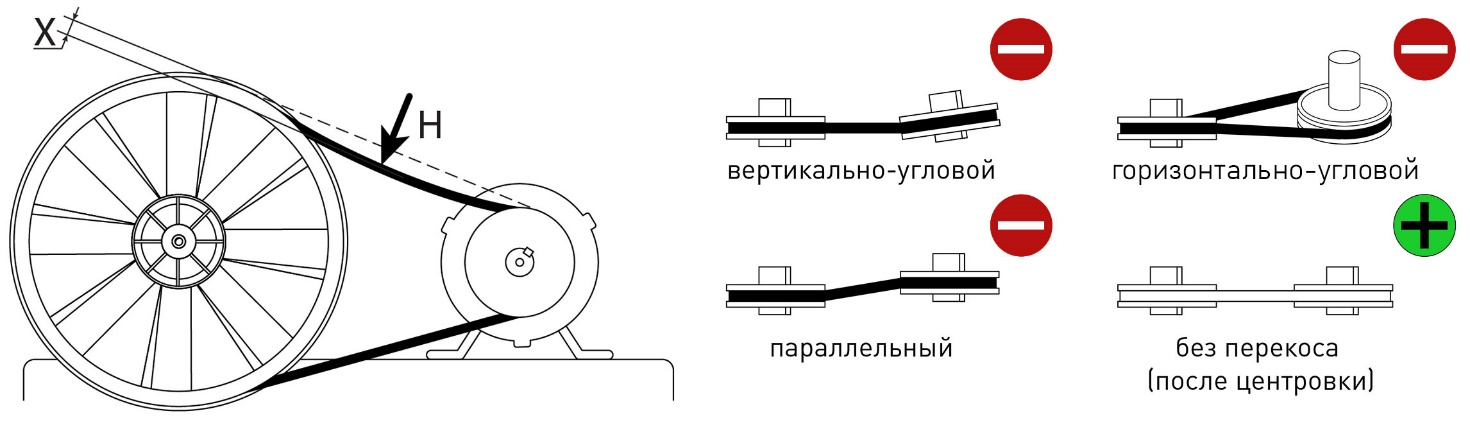 X
H
вертикально-угловой
горизонтально-угловой
параллельный
без перекоса
(после центровки)